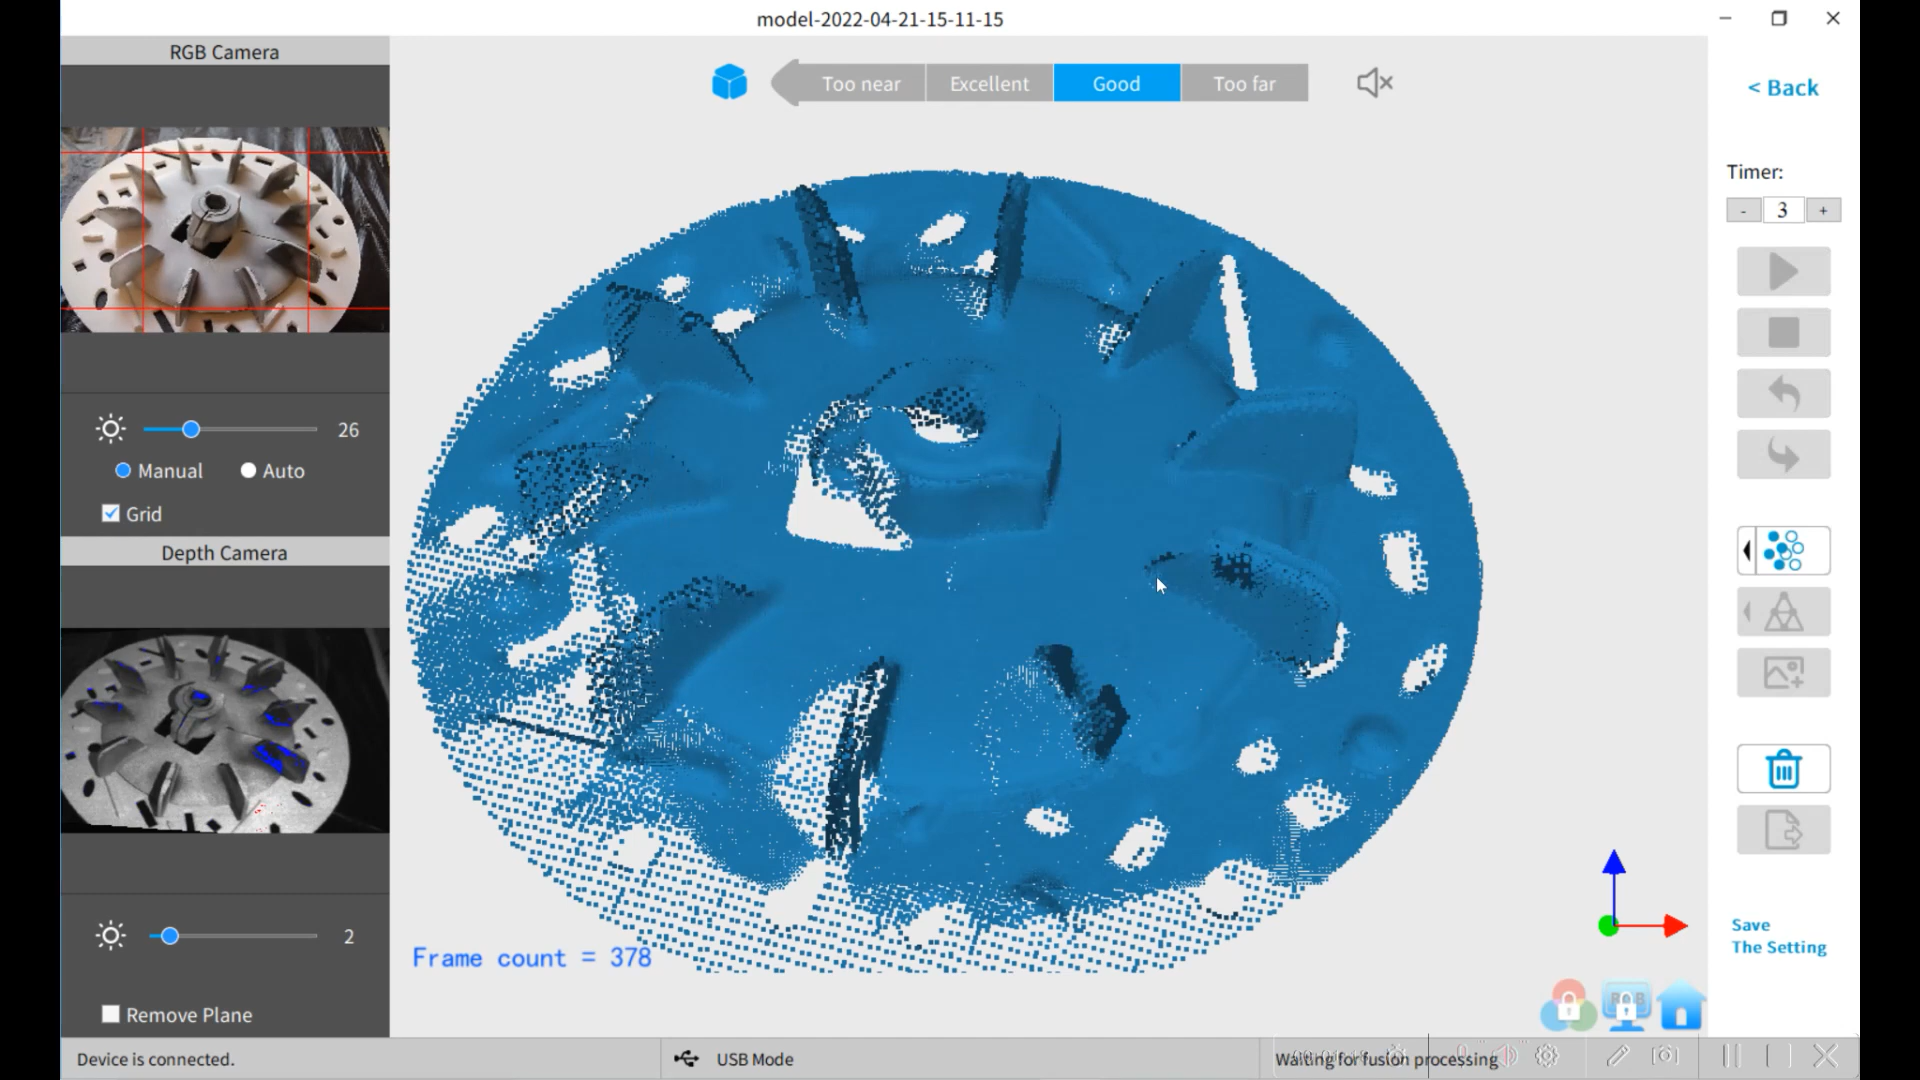 model-2022-04-21-15-11-15
RGB Camera
Too near Excellent Good Too far
< Back
Timer:
- 3 +
26
Manual Auto
Grid
Depth Camera
2
Remove Plane
Frame count = 378
Save
The Setting
RGB
Device is connected.
USB Mode
Waiting for fusion processing